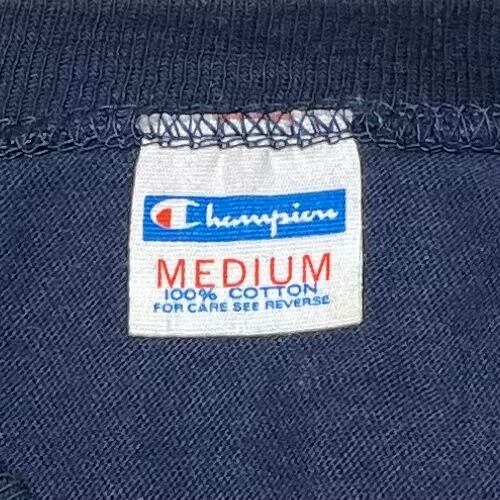 Champion
MEDIUM
100% COTTON
FOR CARE SEE REVERSE